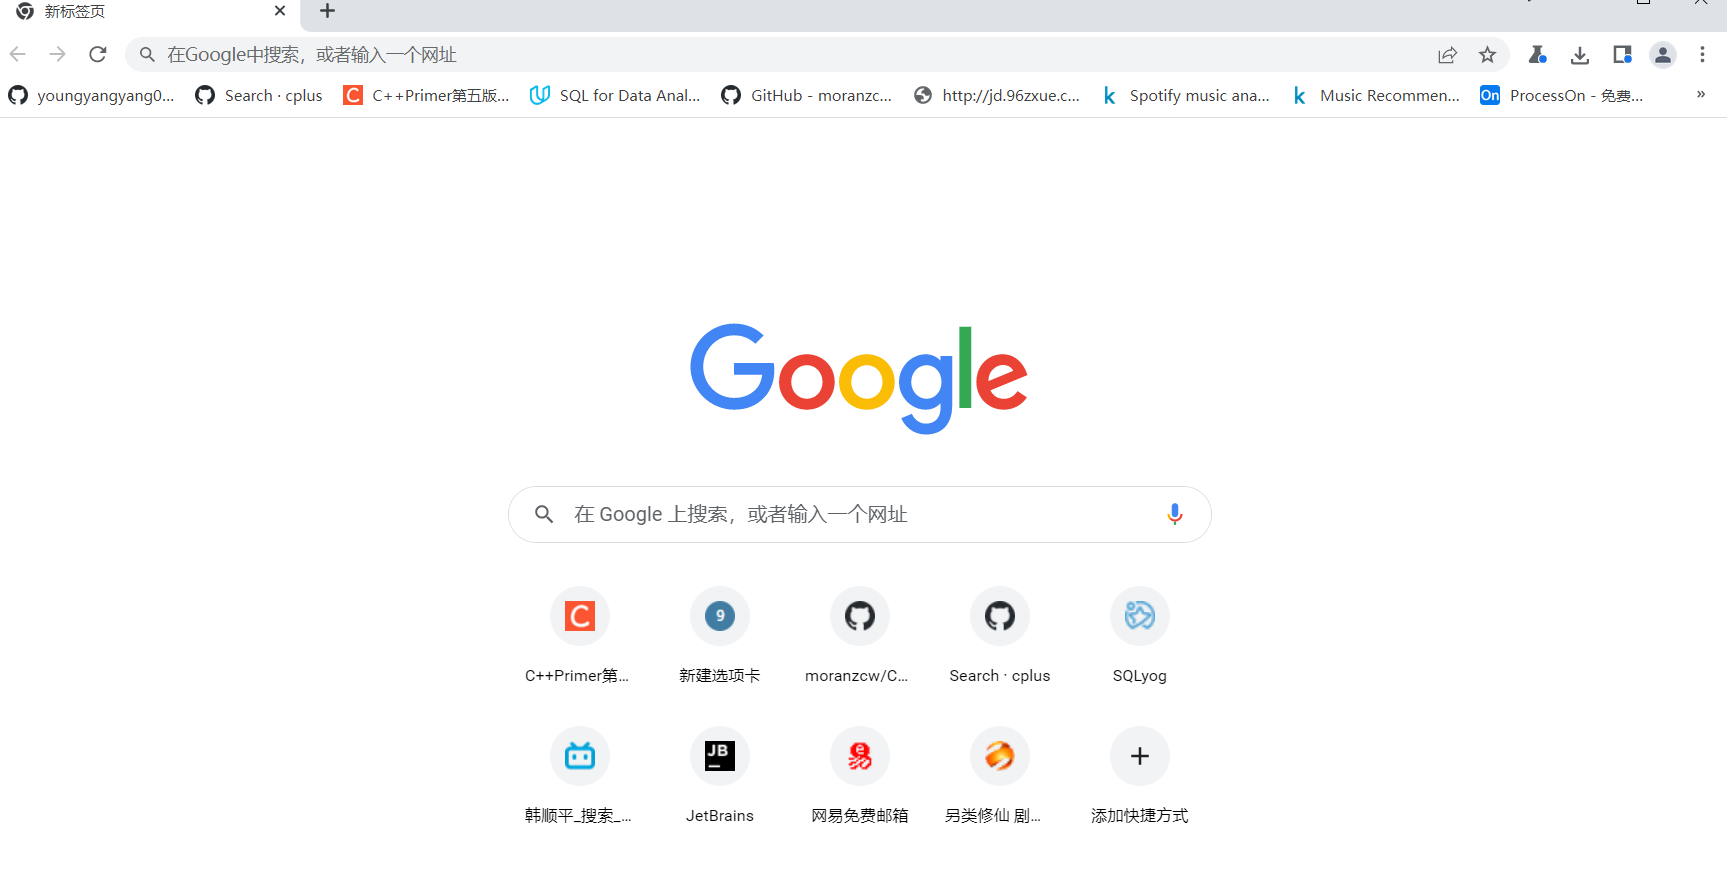 新标签页
在Google中搜索，或者输入一个网址
youngyangyang0...
Search · cplus
C++Primer第五版...
SQL for Data Anal...
GitHub - moranzc...
http://jd.96zxue.c...
Spotify music ana...
Music Recommen...
On ProcessOn - 免费...
»
Google
在 Google 上搜索，或者输入一个网址
C
9
C++Primer第...
新建选项卡
moranzcw/C...
Search · cplus
SQLyog
JB
韩顺平_搜索_...
JetBrains
网易免费邮箱
另类修仙 剧...
添加快捷方式